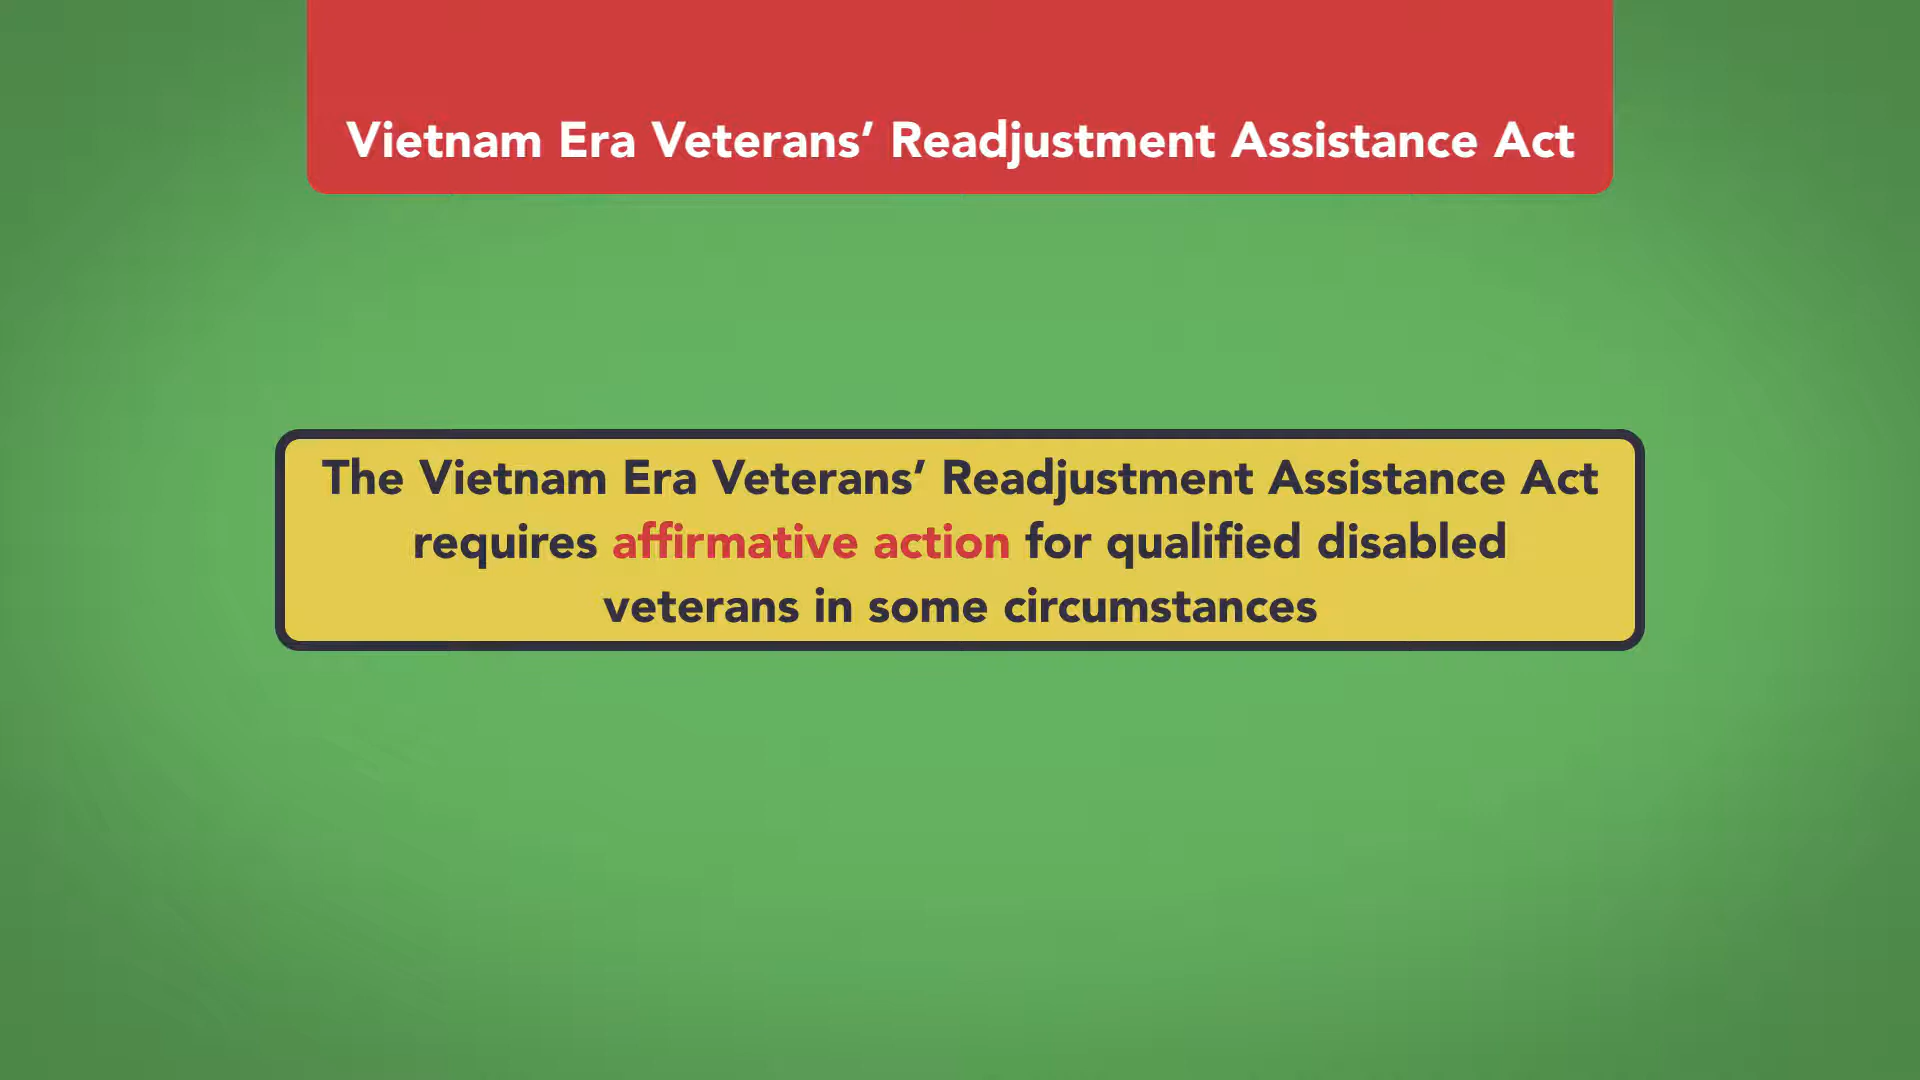 Vietnam Era Veterans’ Readjustment Assistance Act
The Vietnam Era Veterans’ Readjustment Assistance Act
requires affirmative action for qualified disabled
veterans in some circumstances